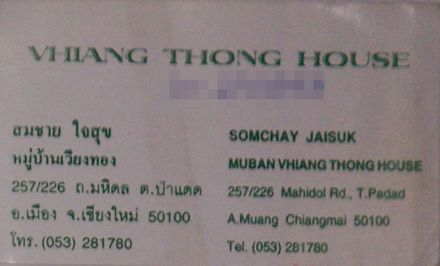 VHIANG THONG HOUSE
สมชาย ใจสุข
หมู่บ้านเวียงทอง
257/226 ถ.มหิดล ต.ป่าแดด
อ.เมือง จ.เชียงใหม่ 50100
โทร. (053) 281780
SOMCHAY JAISUK
MUBAN VHIANG THONG HOUSE
257/226 Mahidol Rd., T.Padad
A.Muang Chiangmai 50100
Tel. (053) 281780